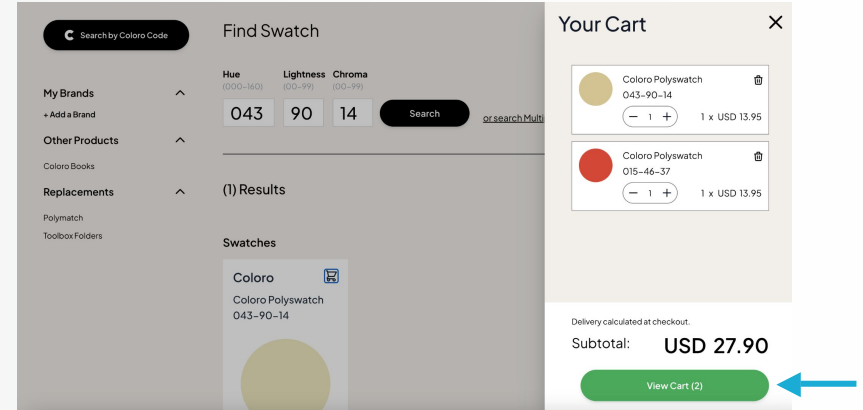 Search by Coloro Code
My Brands
+ Add a Brand
Other Products
Coloro Books
Replacements
Polymatch
Toolbox Folders
Find Swatch
Hue Lightness Chroma
(000-160) (00-99) (00-99)
043 90 14 Search or search Multi
(1) Results
Swatches
Coloro
Coloro Polyswatch
043-90-14
Your Cart
Coloro Polyswatch
043-90-14
1 1 x USD 13.95
Coloro Polyswatch
015-46-37
1 1 x USD 13.95
Delivery calculated at checkout.
Subtotal: USD 27.90
View Cart (2)